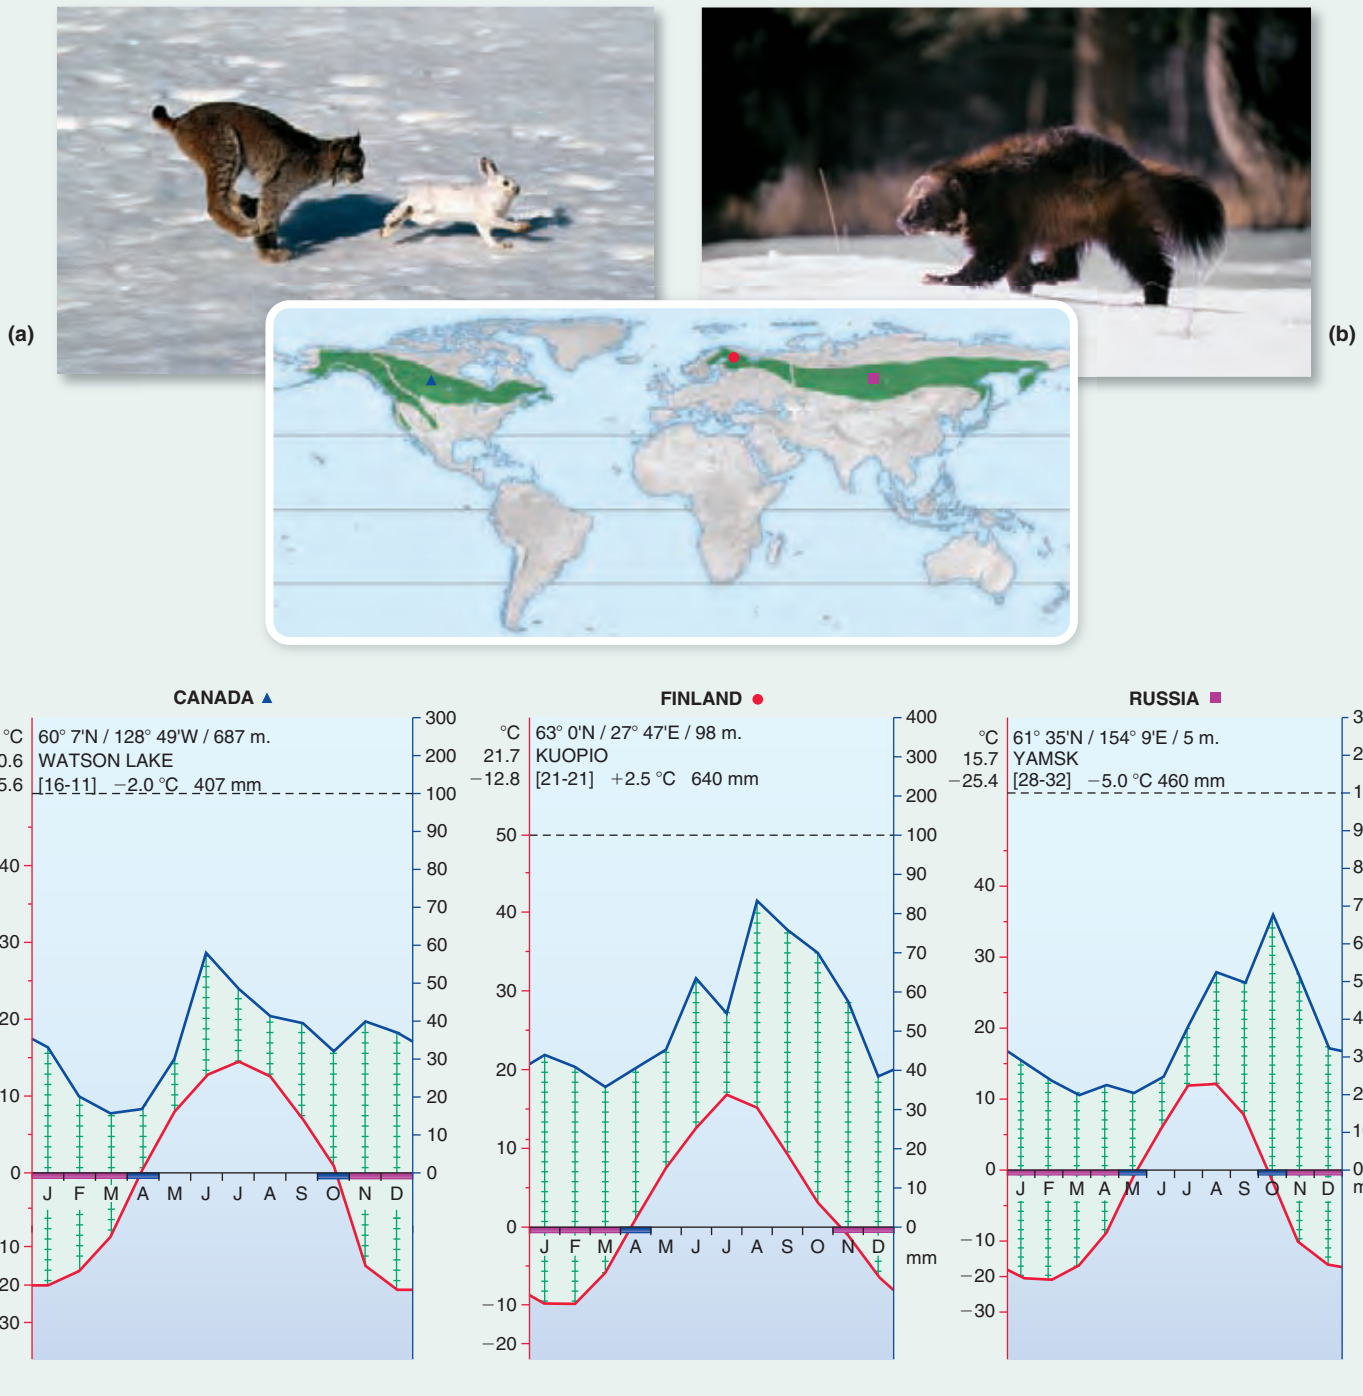 (a)
(b)
CANADA
°C
0.6
5.6
60° 7'N / 128° 49'W / 687 m.
WATSON LAKE
[16-11] −2.0 °C 407 mm
300
200
100
90
80
70
60
50
40
30
20
10
0
40
30
20
10
0
10
20
30
J F M A M J J A S O N D
FINLAND
°C
21.7
−12.8
63° 0'N / 27° 47'E / 98 m.
KUOPIO
[21-21] +2.5 °C 640 mm
400
300
200
100
90
80
70
60
50
40
30
20
10
0
mm
50
40
30
20
10
0
−10
−20
J F M A M J J A S O N D
RUSSIA
°C
15.7
−25.4
61° 35'N / 154° 9'E / 5 m.
YAMSK
[28-32] −5.0 °C 460 mm
40
30
20
10
0
−10
−20
−30
J F M A M J J A S O N D